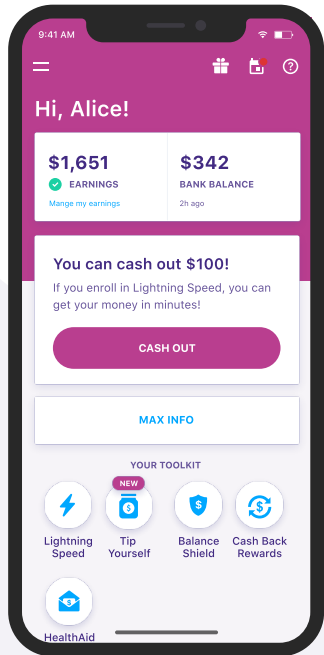 9:41 AM
Hi, Alice!
$1,651
EARNINGS
Mange my earnings
$342
BANK BALANCE
2h ago
You can cash out $100!
If you enroll in Lightning Speed, you can
get your money in minutes!
CASH OUT
MAX INFO
YOUR TOOLKIT
NEW
Lightning
Speed
Tip
Yourself
Balance
Shield
Cash Back
Rewards
HealthAid